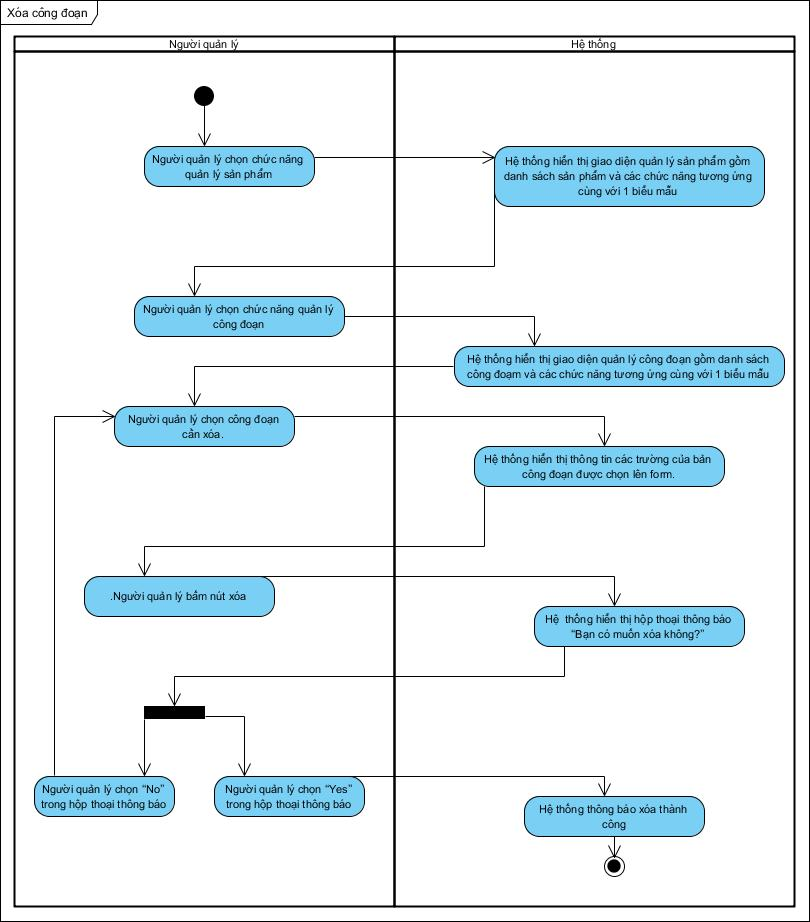 Xóa công đoạn
Người quản lý
Hệ thống
Người quản lý chọn chức năng
quản lý sản phẩm
Hệ thống hiển thị giao diện quản lý sản phẩm gồm
danh sách sản phẩm và các chức năng tương ứng
cùng với 1 biểu mẫu
Người quản lý chọn chức năng quản lý
công đoạn
Hệ thống hiển thị giao diện quản lý công đoạn gồm danh sách
công đoạm và các chức năng tương ứng cùng với 1 biểu mẫu
Người quản lý chọn công đoạn
cần xóa.
Hệ thống hiển thị thông tin các trường của bản
công đoạn được chọn lên form.
.Người quản lý bấm nút xóa
Hệ thống hiển thị hộp thoại thông báo
“Bạn có muốn xóa không?”
Người quản lý chọn “No”
trong hộp thoại thông báo
Người quản lý chọn “Yes”
trong hộp thoại thông báo
Hệ thống thông báo xóa thành
công